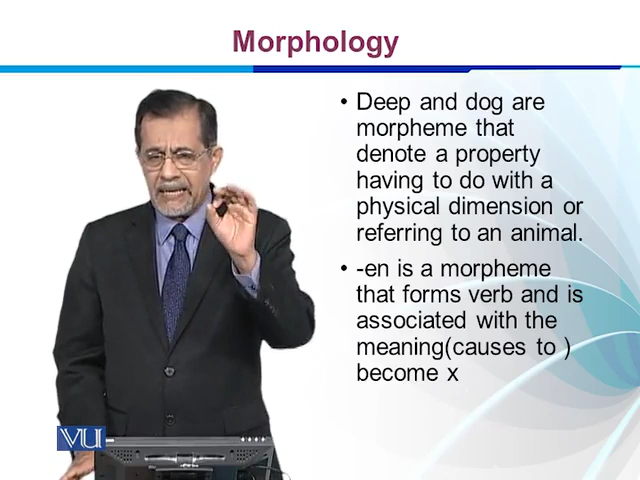 Morphology
• Deep and dog are
morpheme that
denote a property
having to do with a
physical dimension or
referring to an animal.
• -en is a morpheme
that forms verb and is
associated with the
meaning(causes to )
become x
VU